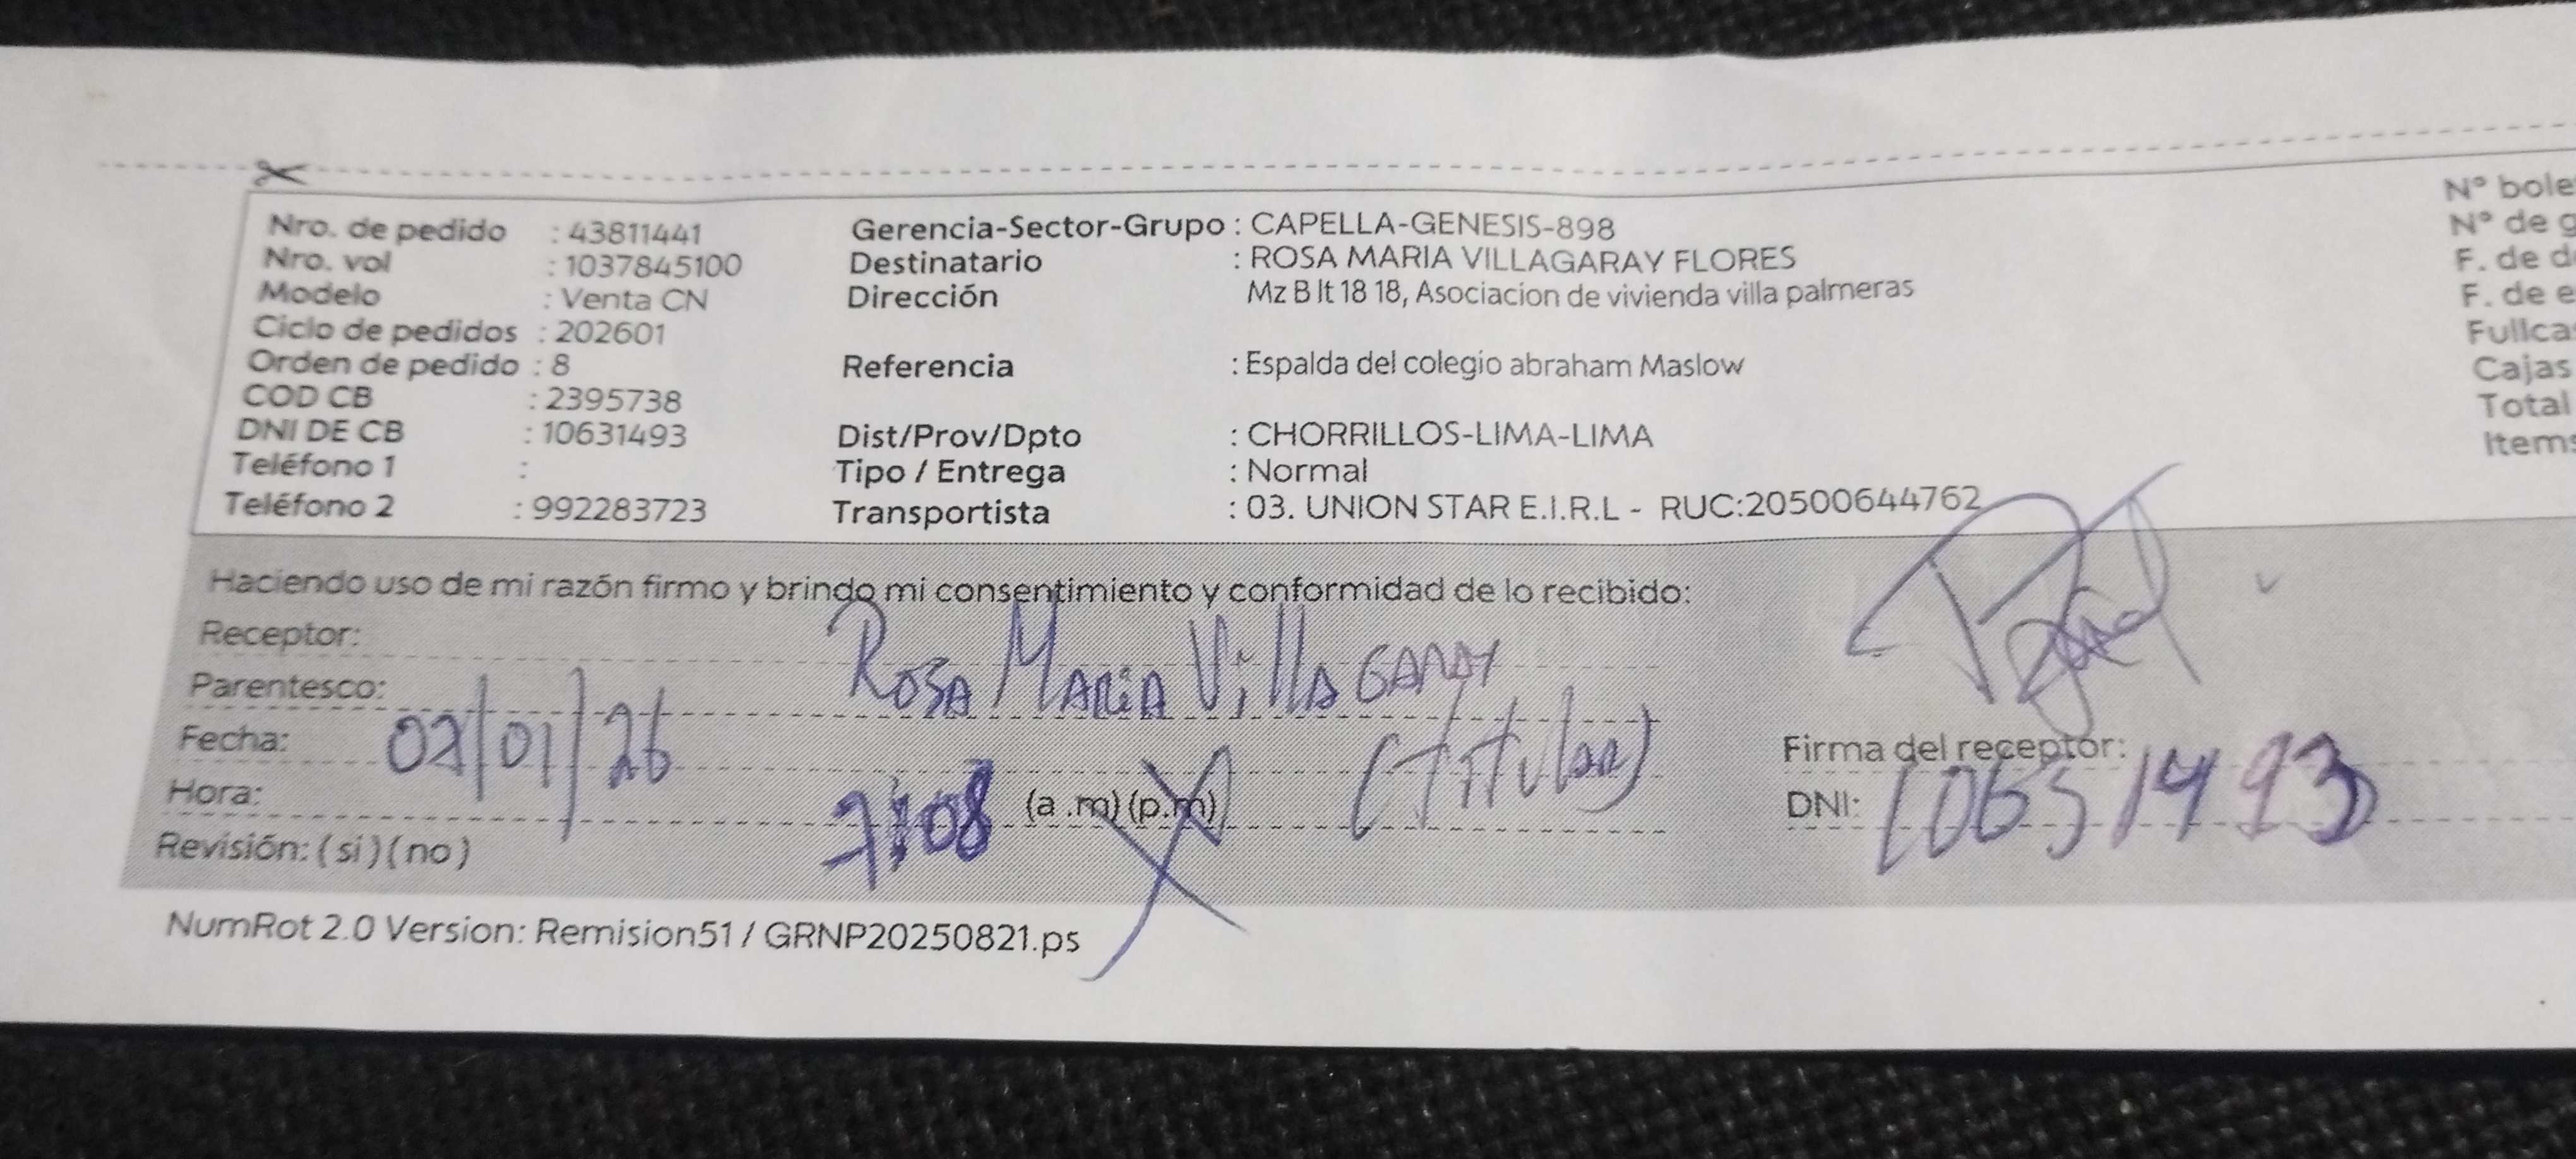 Nro. de pedido : 43811441
Nro. vol : 1037845100
Modelo : Venta CN
Ciclo de pedidos : 202601
Orden de pedido : 8
COD CB : 2395738
DNI DE CB : 10631493
Teléfono 1 :
Teléfono 2 : 992283723
Gerencia-Sector-Grupo : CAPELLA-GENESIS-898
Destinatario : ROSA MARIA VILLAGARAY FLORES
Dirección Mz B lt 18 18, Asociacion de vivienda villa palmeras
Referencia : Espalda del colegio abraham Maslow
Dist/Prov/Dpto : CHORRILLOS-LIMA-LIMA
Tipo / Entrega : Normal
Transportista : 03. UNION STAR E.I.R.L - RUC:20500644762
N° bole
N° de g
F. de d
F. de e
Fullca
Cajas
Total
Items
Haciendo uso de mi razón firmo y brindo mi consentimiento y conformidad de lo recibido:
Receptor: ROSA MARIA VillAGARAY
Parentesco: (Titular)
Fecha: 02/01/26
Hora: 7:08 (a .m) (p.m)
Revisión: ( si ) ( no )
Firma del receptor:
DNI: 10631493
NumRot 2.0 Version: Remision51 / GRNP20250821.ps